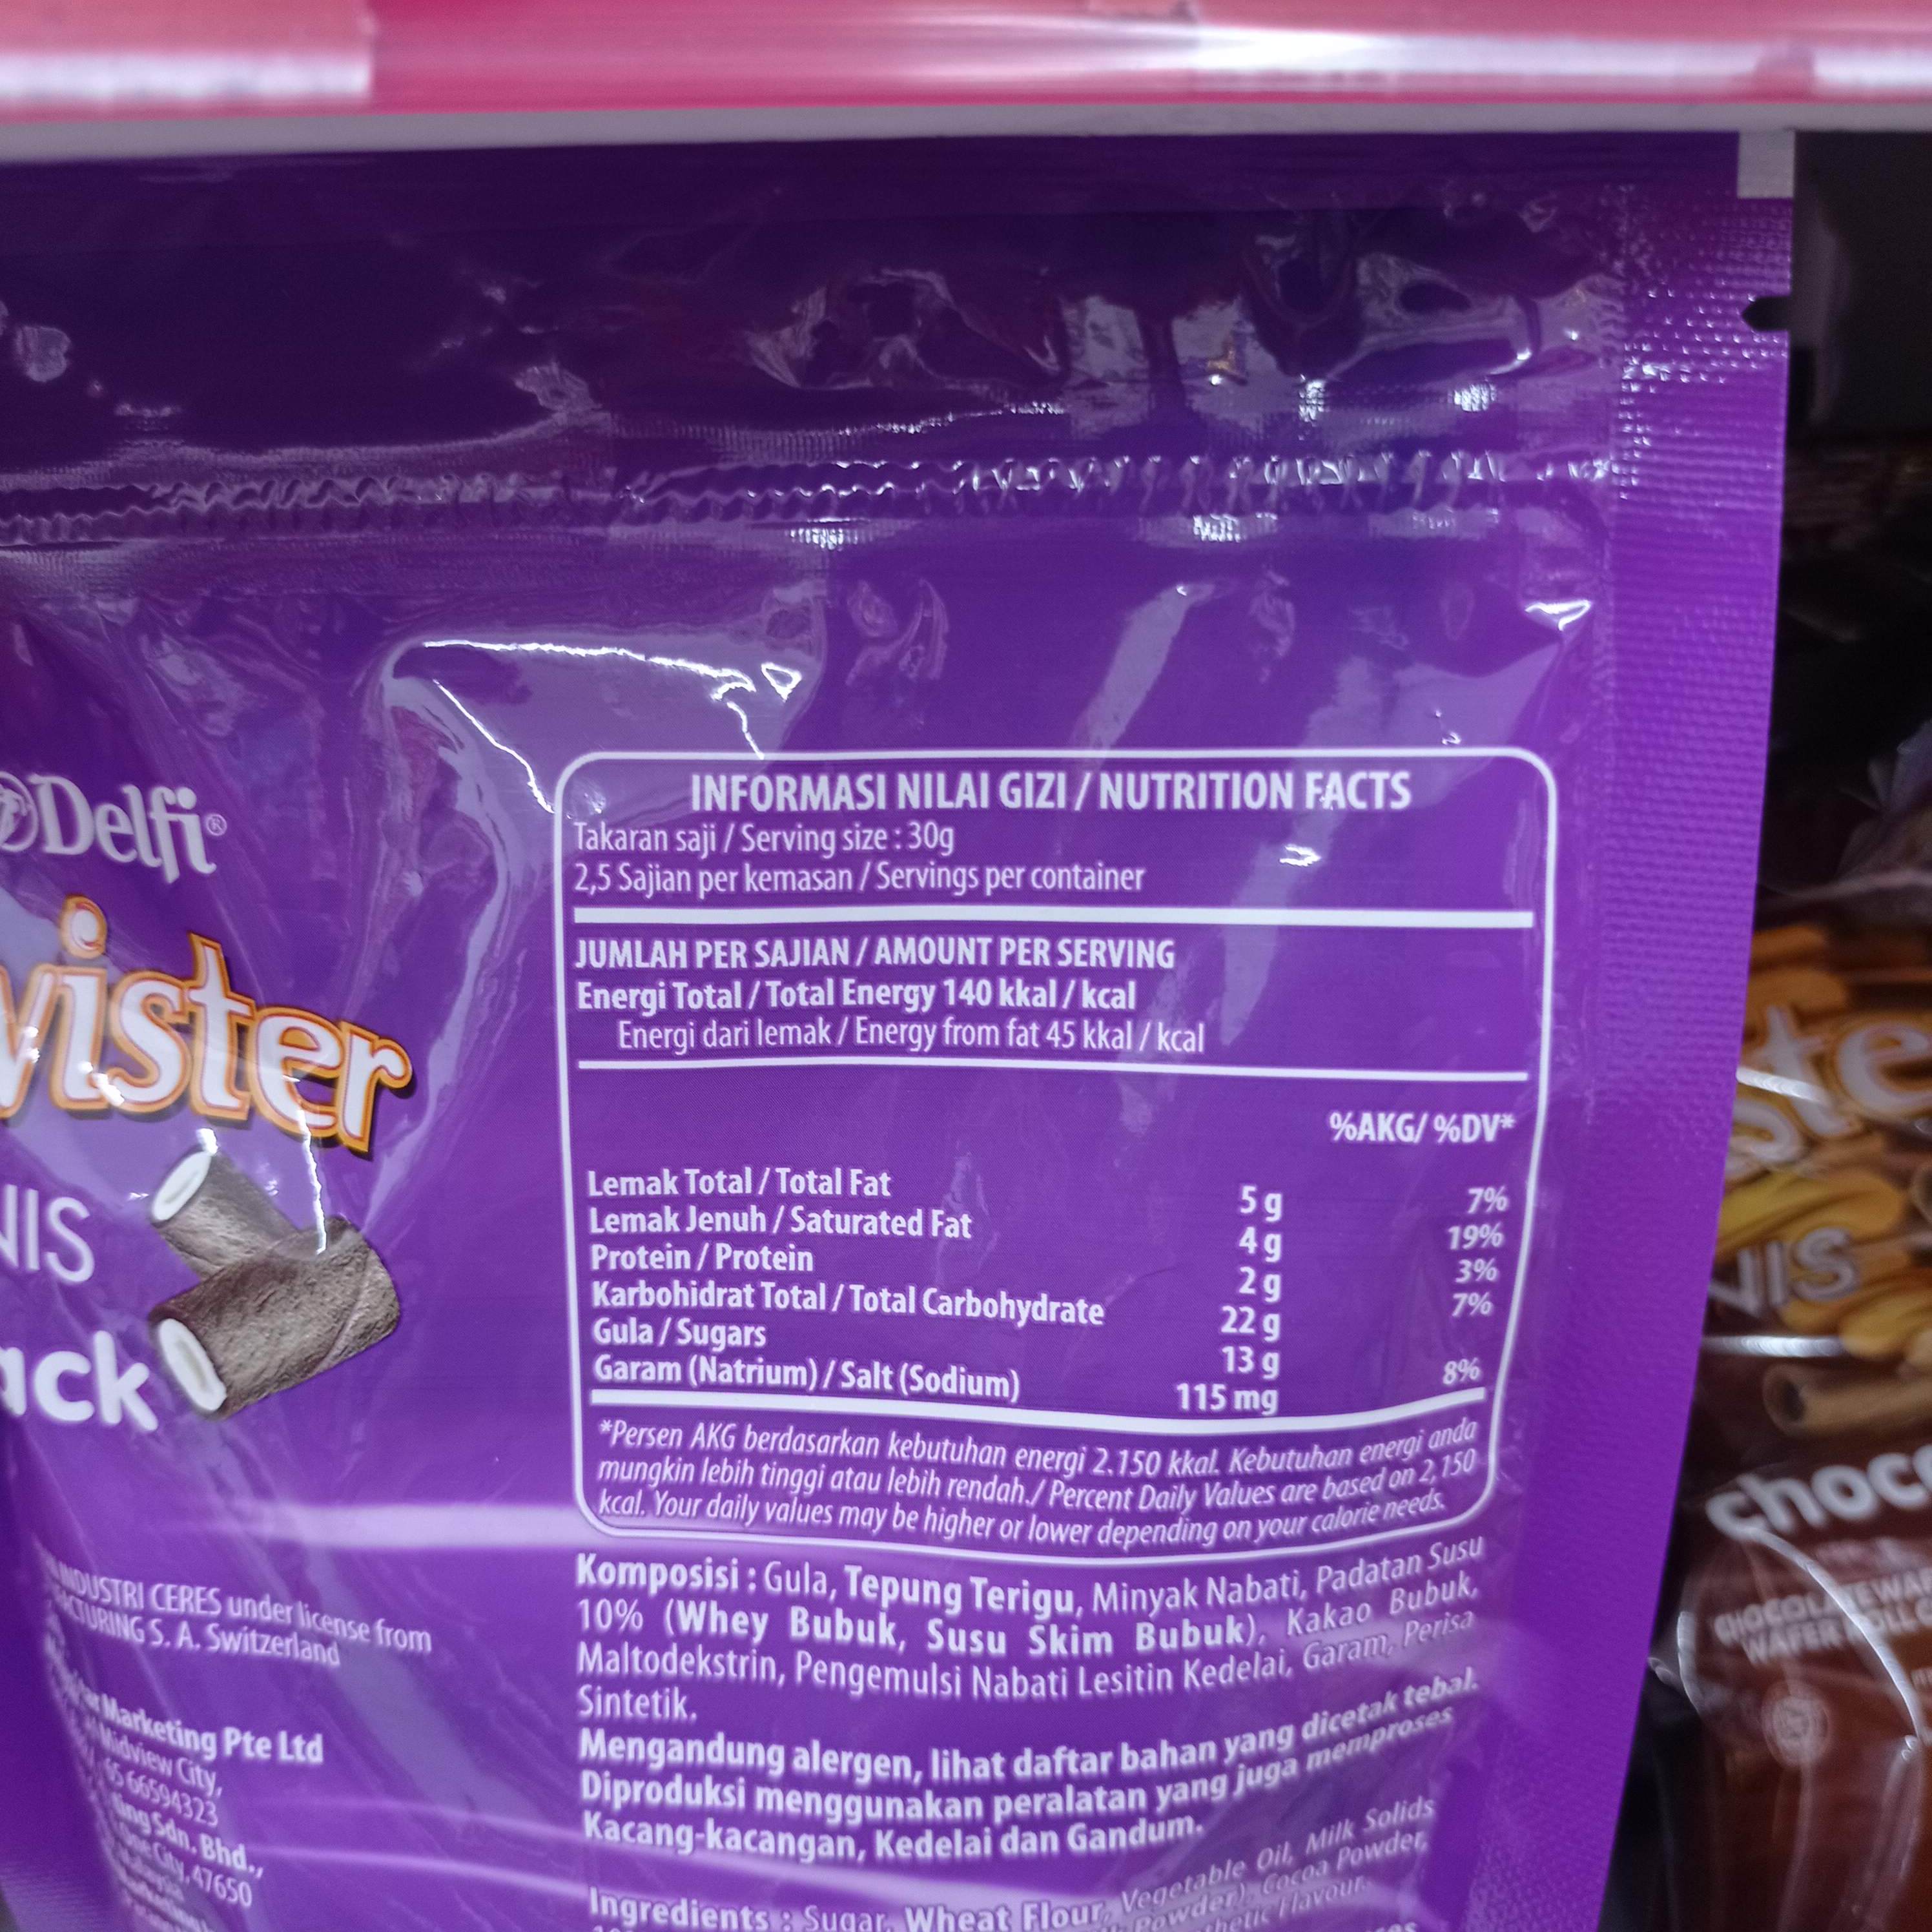 Delfi®
ister
NIS
ack
INDUSTRI CERES under license from
S. A. Switzerland
Marketing Pte Ltd
Midview City,
65 66594323
Sdn. Bhd.,
City, 47650
INFORMASI NILAI GIZI / NUTRITION FACTS
Takaran saji / Serving size : 30g
2,5 Sajian per kemasan / Servings per container
JUMLAH PER SAJIAN / AMOUNT PER SERVING
Energi Total / Total Energy 140 kkal / kcal
Energi dari lemak / Energy from fat 45 kkal / kcal
%AKG/ %DV*
Lemak Total / Total Fat 5 g 7%
Lemak Jenuh / Saturated Fat 4 g 19%
Protein / Protein 2 g 3%
Karbohidrat Total / Total Carbohydrate 22 g 7%
Gula / Sugars 13 g
Garam (Natrium) / Salt (Sodium) 115 mg 8%
*Persen AKG berdasarkan kebutuhan energi 2.150 kkal. Kebutuhan energi anda
mungkin lebih tinggi atau lebih rendah./ Percent Daily Values are based on 2,150
kcal. Your daily values may be higher or lower depending on your calorie needs.
Komposisi : Gula, Tepung Terigu, Minyak Nabati, Padatan Susu
10% (Whey Bubuk, Susu Skim Bubuk), Kakao Bubuk,
Maltodekstrin, Pengemulsi Nabati Lesitin Kedelai, Garam, Perisa
Sintetik.
Mengandung alergen, lihat daftar bahan yang dicetak tebal.
Diproduksi menggunakan peralatan yang juga memproses
Kacang-kacangan, Kedelai dan Gandum.
Ingredients : Sugar, Wheat Flour, Vegetable Oil, Milk Solids
Powder), Cocoa Powder,
Flavour.
ste
NIS
choc